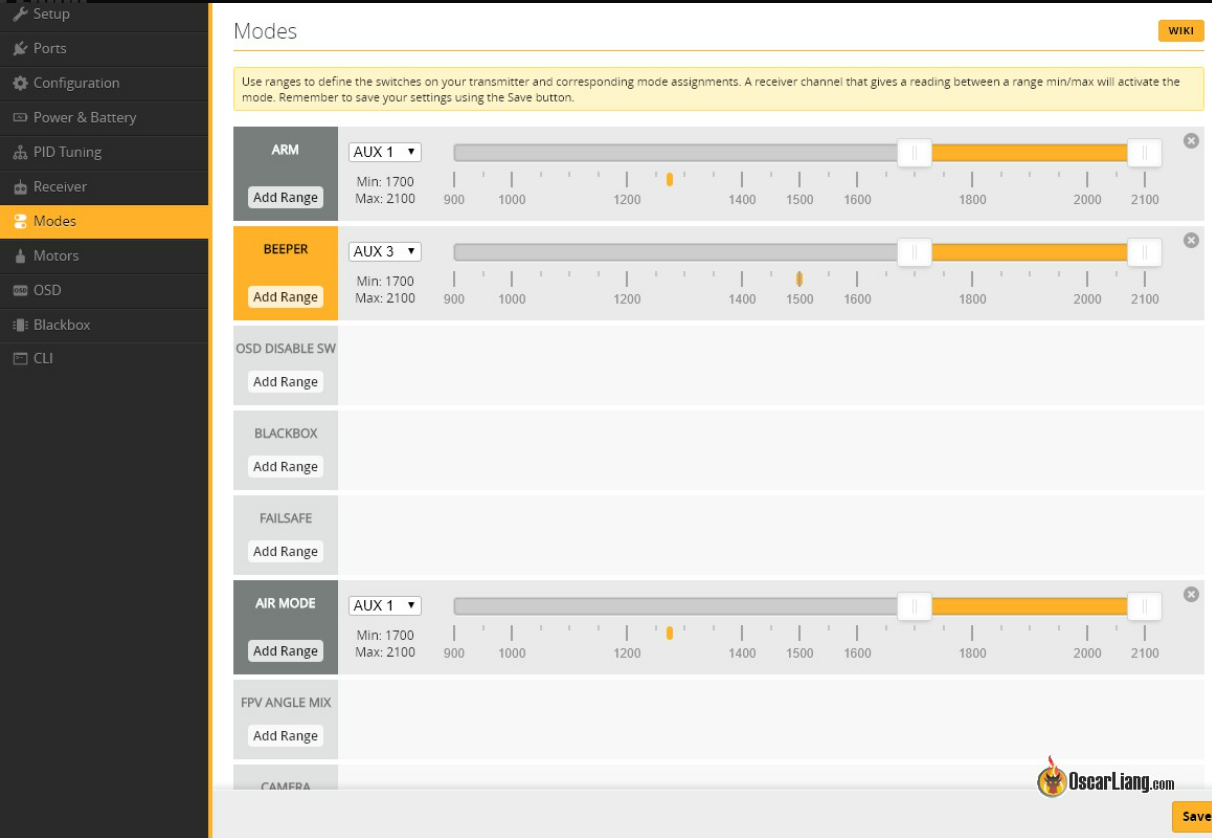 Setup
Ports
Configuration
Power & Battery
PID Tuning
Receiver
Modes
Motors
OSD
Blackbox
CLI
Modes
WIKI
Use ranges to define the switches on your transmitter and corresponding mode assignments. A receiver channel that gives a reading between a range min/max will activate the
mode. Remember to save your settings using the Save button.
ARM
Add Range
AUX 1
Min: 1700
Max: 2100
900 1000 1200 1400 1500 1600 1800 2000 2100
BEEPER
Add Range
AUX 3
Min: 1700
Max: 2100
900 1000 1200 1400 1500 1600 1800 2000 2100
OSD DISABLE SW
Add Range
BLACKBOX
Add Range
FAILSAFE
Add Range
AIR MODE
Add Range
AUX 1
Min: 1700
Max: 2100
900 1000 1200 1400 1500 1600 1800 2000 2100
FPV ANGLE MIX
Add Range
CAMERA
OscarLiang.com
Save